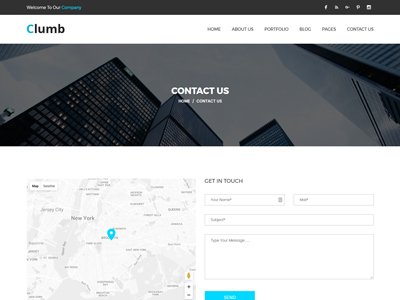 Welcome To Our Company
Clumb
HOME ABOUT US PORTFOLIO BLOG PAGES CONTACT US
CONTACT US
HOME / CONTACT US
GET IN TOUCH
Map Satellite
Your Name*
Mail*
Jersey City
New York
Subject*
BROOKLYN
Type Your Message ...
SEND